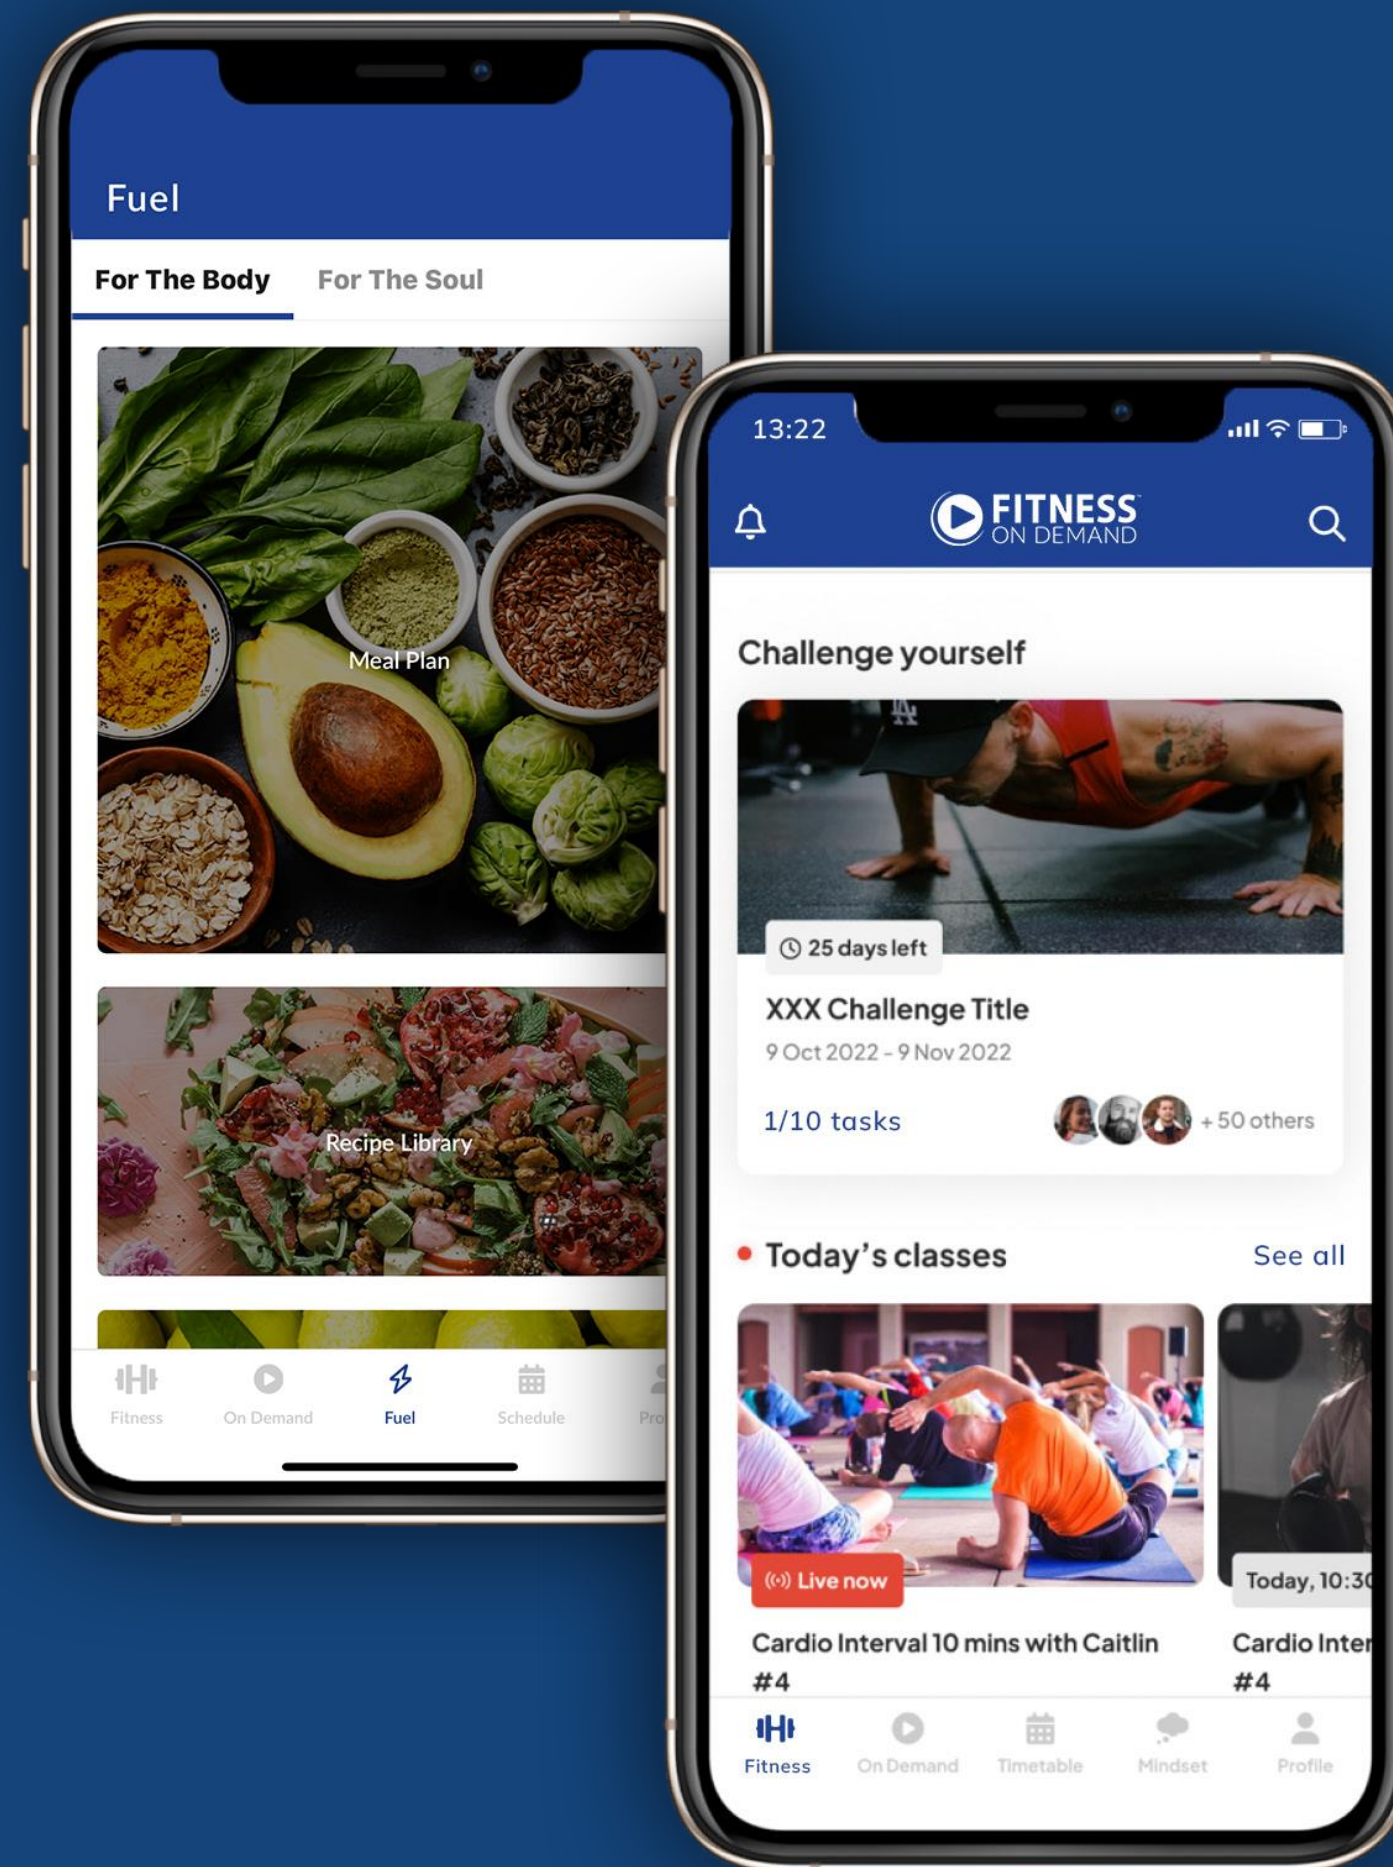 Fuel
For The Body
For The Soul
Meal Plan
Recipe Library
Fitness
On Demand
Fuel
Schedule
13:22
FITNESS™
ON DEMAND
Challenge yourself
25 days left
XXX Challenge Title
9 Oct 2022 - 9 Nov 2022
1/10 tasks
+ 50 others
Today's classes
See all
Live now
Today, 10:30
Cardio Interval 10 mins with Caitlin
#4
Cardio Inter
#4
Fitness
On Demand
Timetable
Mindset
Profile